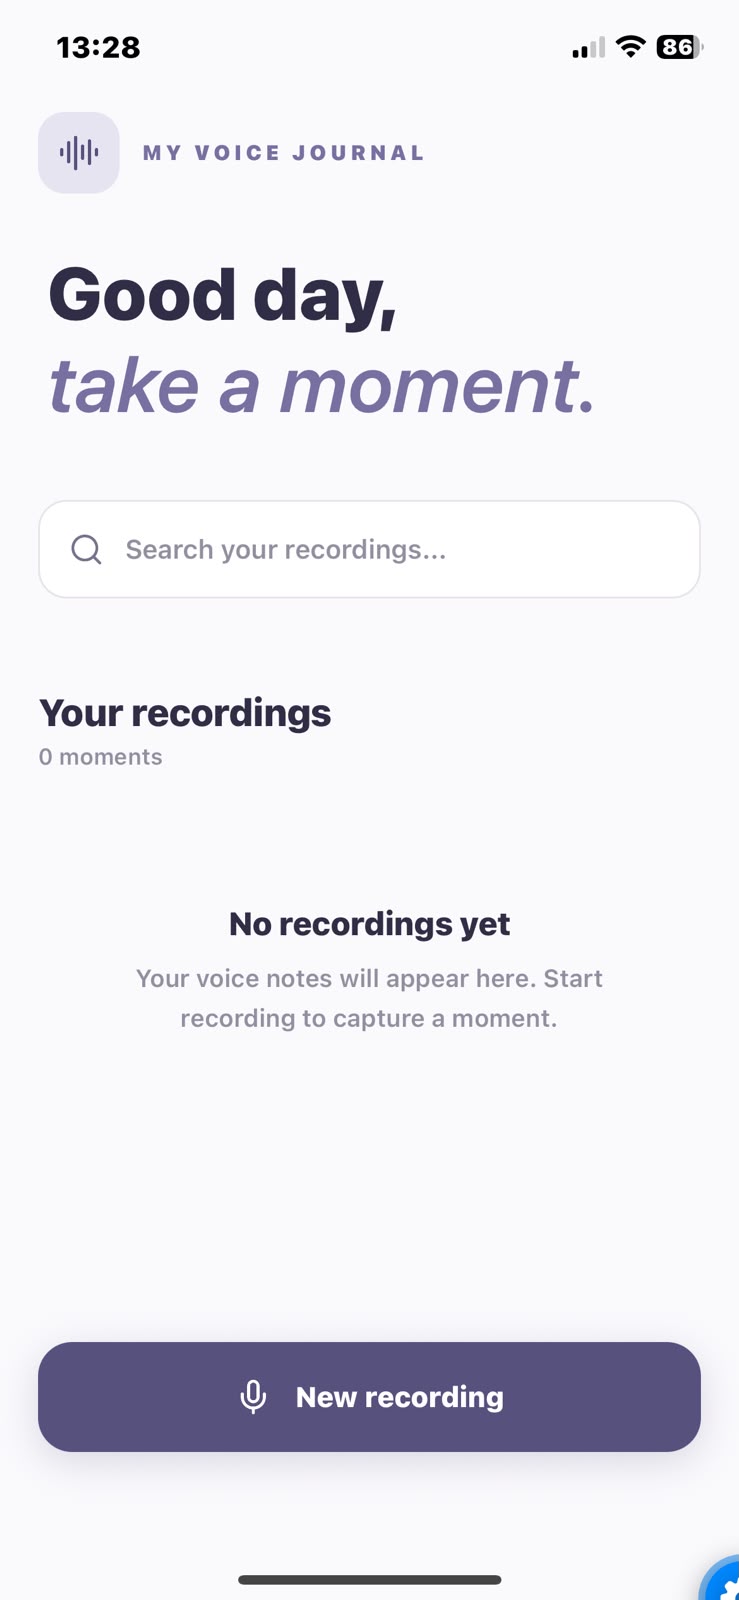 13:28
86
MY VOICE JOURNAL
Good day,
take a moment.
Search your recordings...
Your recordings
0 moments
No recordings yet
Your voice notes will appear here. Start
recording to capture a moment.
New recording